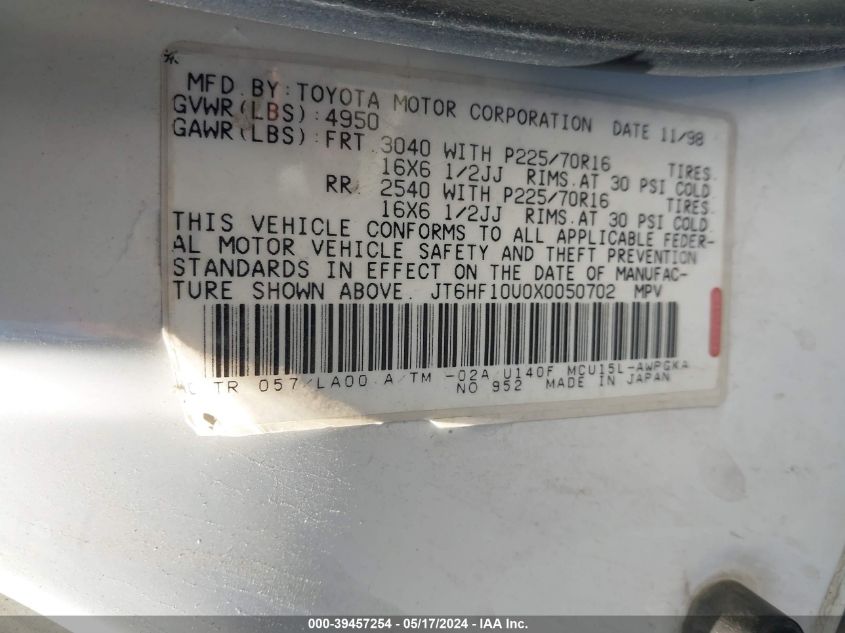 MFD.BY:TOYOTA MOTOR CORPORATION DATE 11/98
GVWR(LBS):4950
GAWR(LBS):FRT 3040 WITH P225/70R16 TIRES.
16X6 1/2JJ RIMS.AT 30 PSI COLD.
RR 2540 WITH P225/70R16 TIRES.
16X6 1/2JJ RIMS.AT 30 PSI COLD.
THIS VEHICLE CONFORMS TO ALL APPLICABLE FEDER-
AL MOTOR VEHICLE SAFETY AND THEFT PREVENTION
STANDARDS IN EFFECT ON THE DATE OF MANUFAC-
TURE SHOWN ABOVE. JT6HF10U0X0050702 MPV
C/TR 057/LA00 A/TM -02A/U140F MCU15L-AWPGKA
NO 952 MADE IN JAPAN
000-39457254 / 05/17/2024 / IAA Inc.